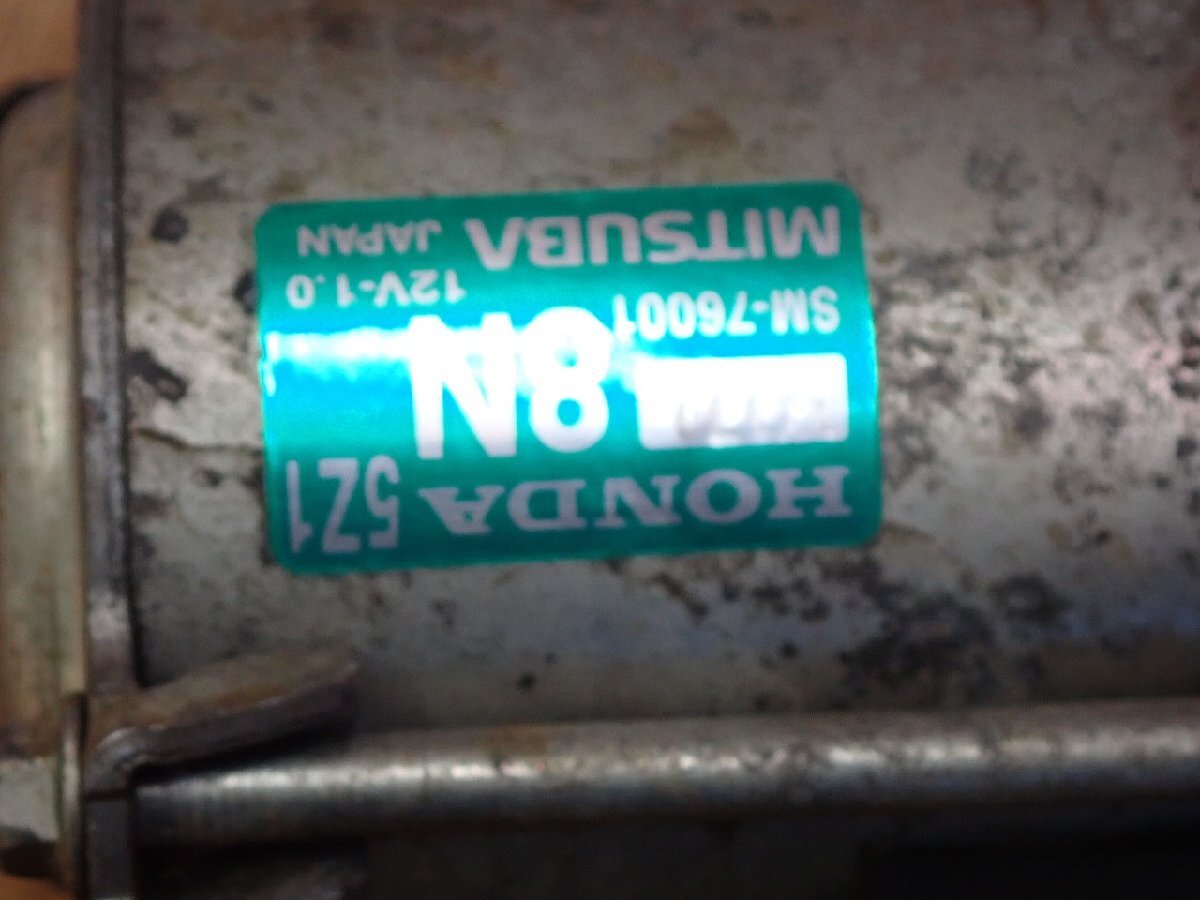 HONDA 5Z1
8N
SM-76001 12V-1.0
MITSUBA JAPAN